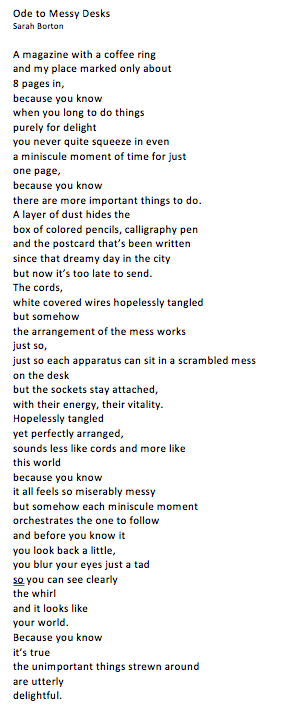 Ode to Messy Desks
Sarah Borton
A magazine with a coffee ring
and my place marked only about
8 pages in,
because you know
when you long to do things
purely for delight
you never quite squeeze in even
a miniscule moment of time for just
one page,
because you know
there are more important things to do.
A layer of dust hides the
box of colored pencils, calligraphy pen
and the postcard that's been written
since that dreamy day in the city
but now it's too late to send.
The cords,
white covered wires hopelessly tangled
but somehow
the arrangement of the mess works
just so,
just so each apparatus can sit in a scrambled mess
on the desk
but the sockets stay attached,
with their energy, their vitality.
Hopelessly tangled
yet perfectly arranged,
sounds less like cords and more like
this world
because you know
it all feels so miserably messy
but somehow each miniscule moment
orchestrates the one to follow
and before you know it
you look back a little,
you blur your eyes just a tad
so you can see clearly
the whirl
and it looks like
your world.
Because you know
it's true
the unimportant things strewn around
are utterly
delightful.